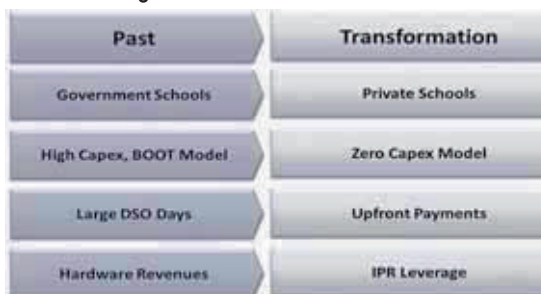 Past Transformation
Government Schools Private Schools
High Capex, BOOT Model Zero Capex Model
Large DSO Days Upfront Payments
Hardware Revenues IPR Leverage